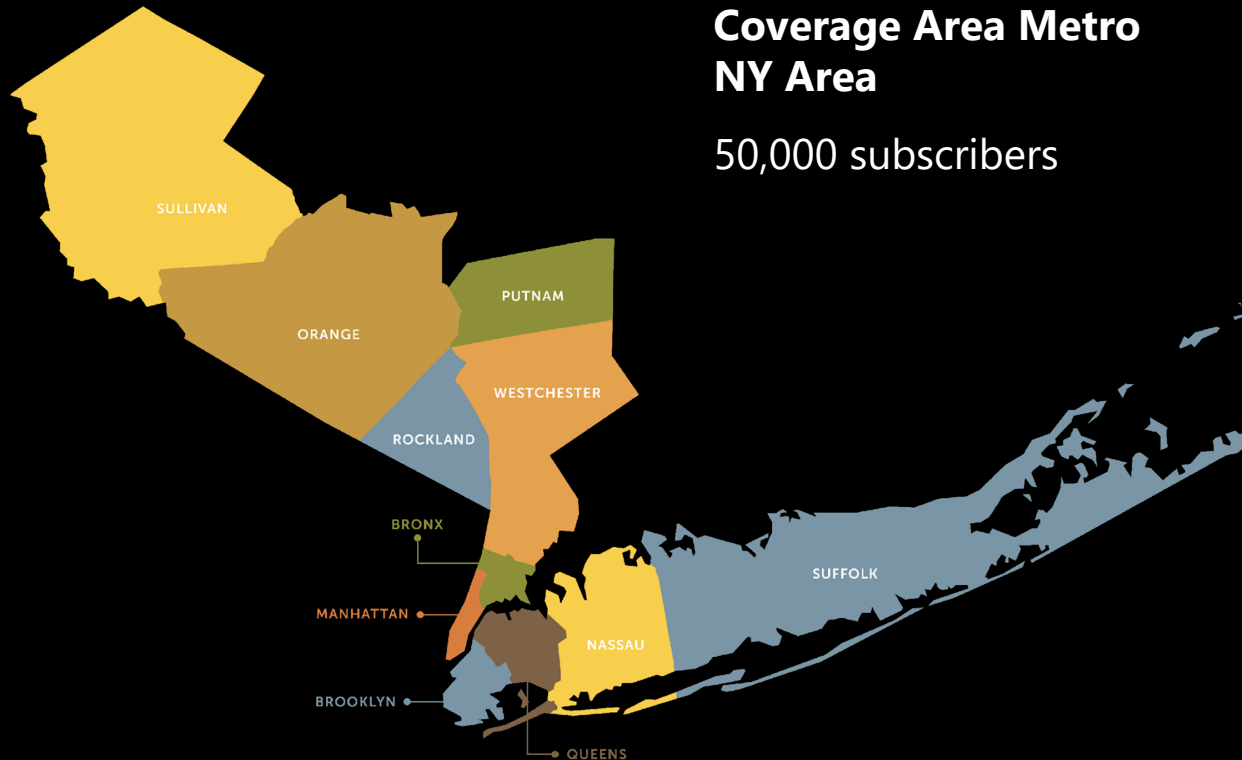 Coverage Area Metro
NY Area
50,000 subscribers
SULLIVAN
PUTNAM
ORANGE
WESTCHESTER
ROCKLAND
BRONX
SUFFOLK
MANHATTAN
NASSAU
BROOKLYN
QUEENS